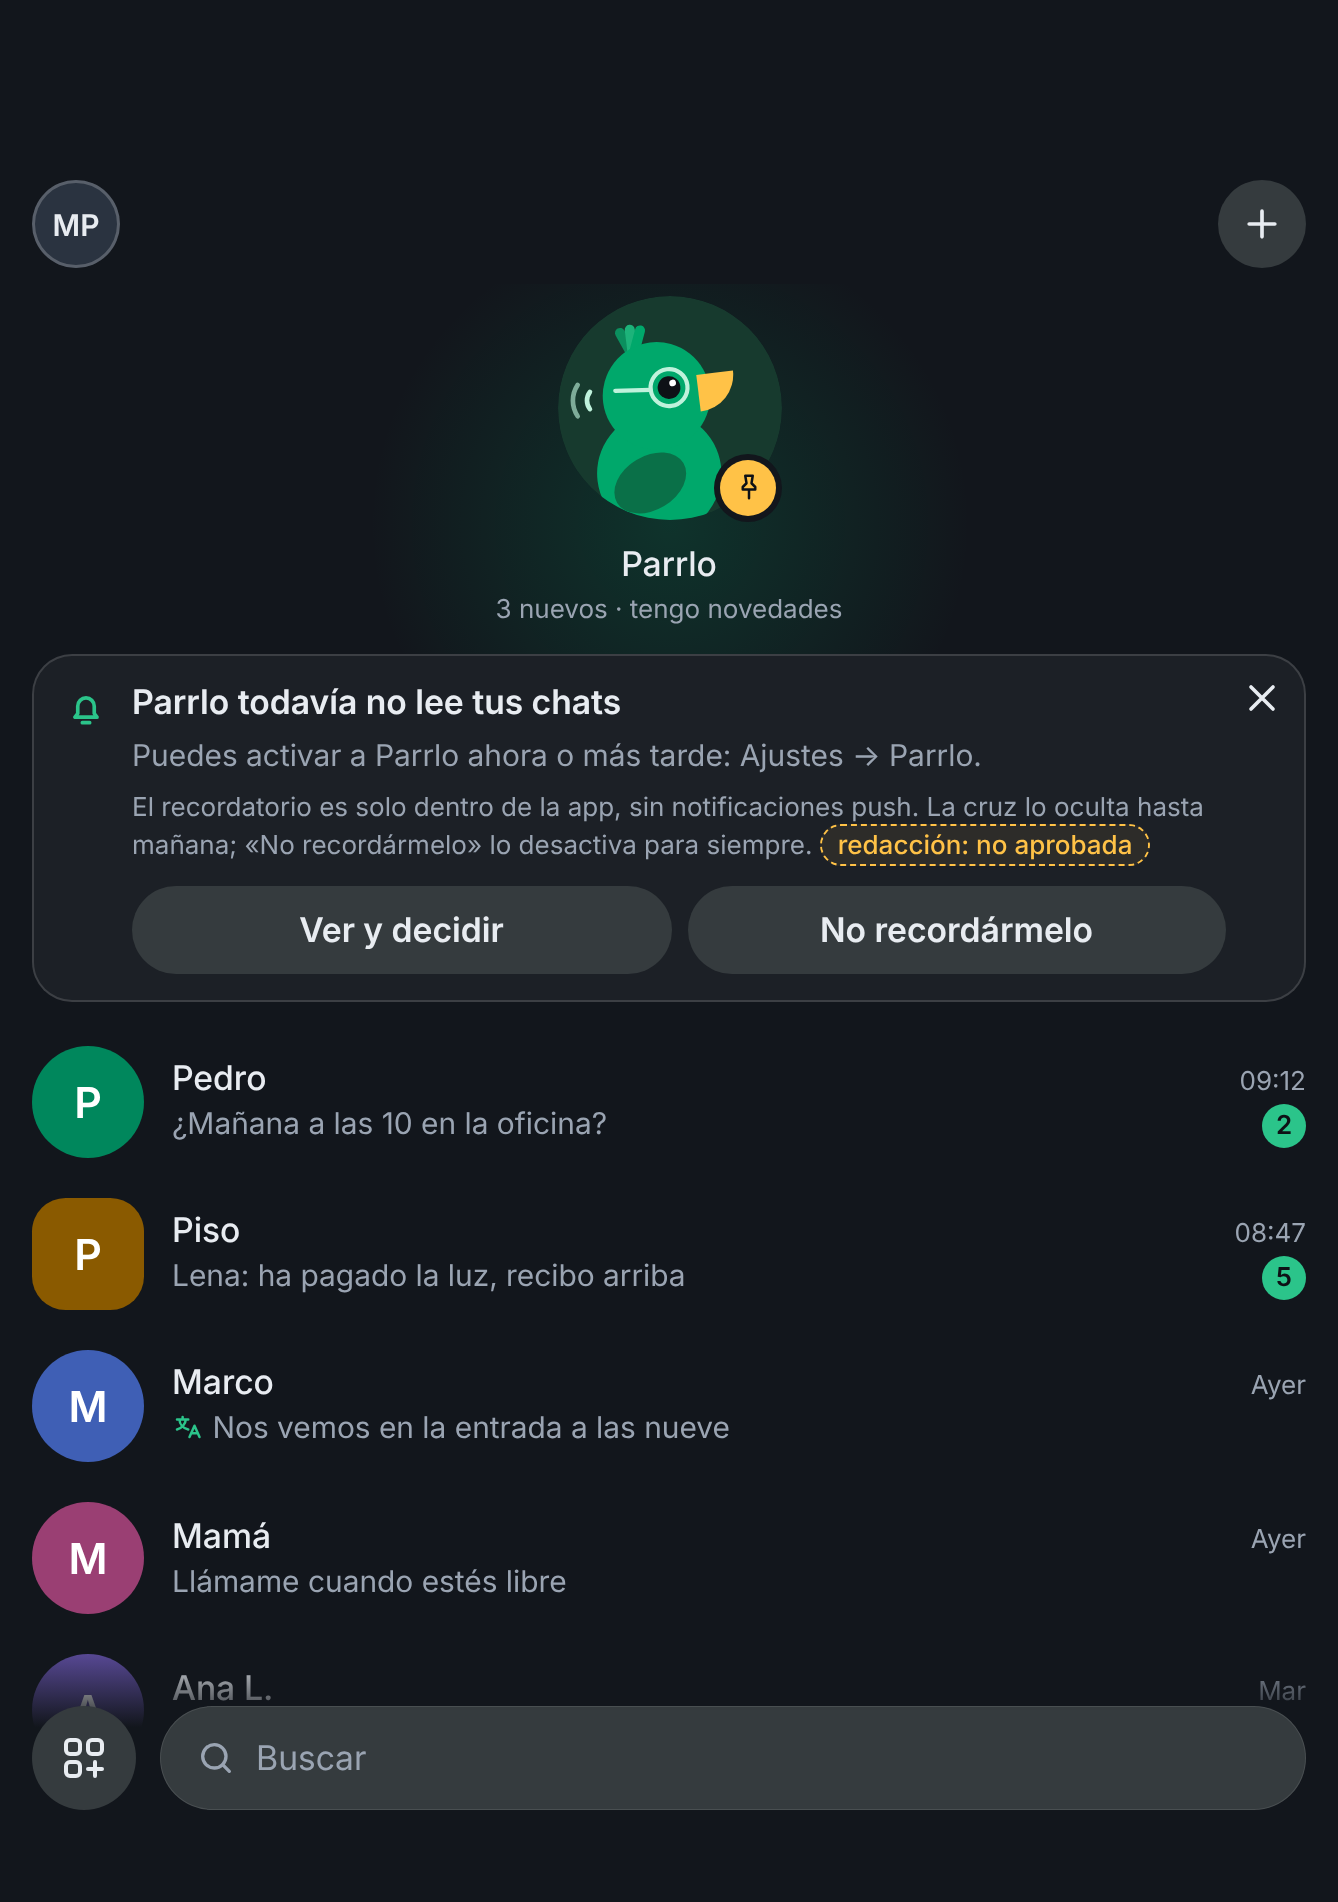 MP
Parrlo
3 nuevos · tengo novedades
Parrlo todavía no lee tus chats
Puedes activar a Parrlo ahora o más tarde: Ajustes → Parrlo.
El recordatorio es solo dentro de la app, sin notificaciones push. La cruz lo oculta hasta
mañana; «No recordármelo» lo desactiva para siempre. redacción: no aprobada
Ver y decidir
No recordármelo
P
Pedro
09:12
¿Mañana a las 10 en la oficina?
2
P
Piso
08:47
Lena: ha pagado la luz, recibo arriba
5
M
Marco
Ayer
Nos vemos en la entrada a las nueve
M
Mamá
Ayer
Llámame cuando estés libre
A
Ana L.
Mar
Buscar